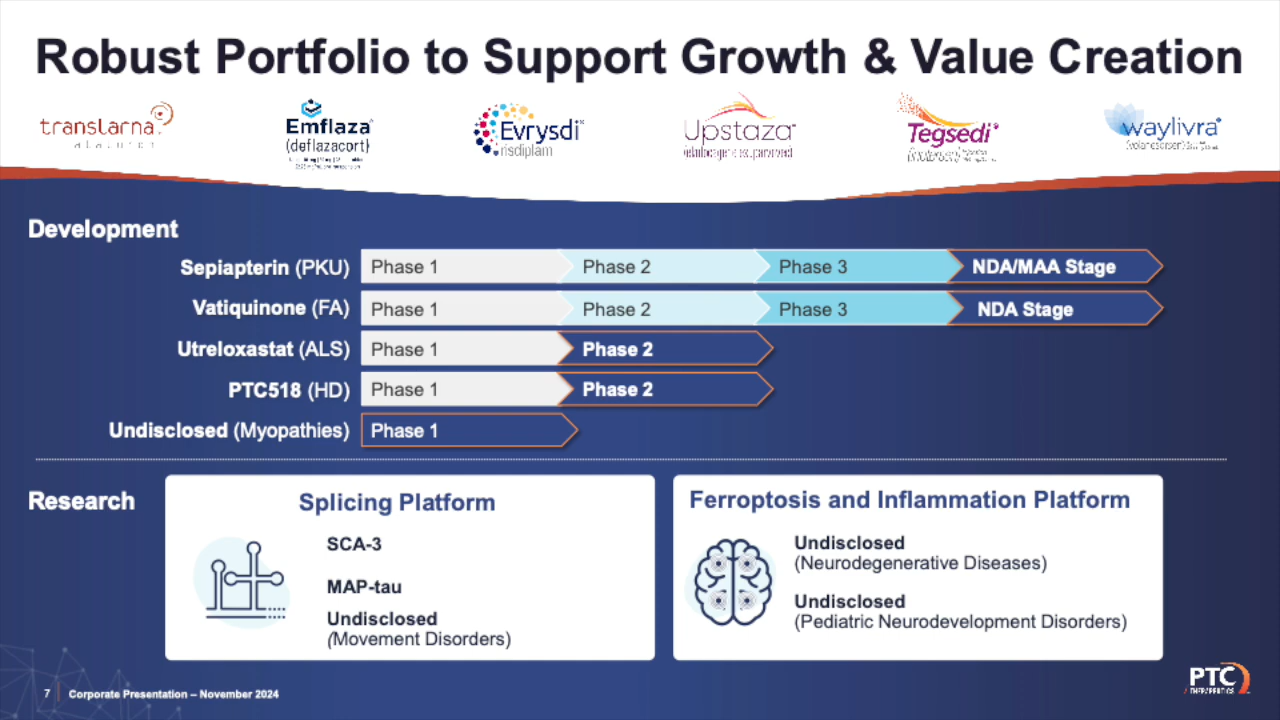 Robust Portfolio to Support Growth & Value Creation
translarna
ataluren
Emflaza
(deflazacort)
Evrysdi
risdiplam
Upstaza
Tegsedi
(inotersen)
waylivra
(volanesorsen)
Development
Sepiapterin (PKU) Phase 1 Phase 2 Phase 3 NDA/MAA Stage
Vatiquinone (FA) Phase 1 Phase 2 Phase 3 NDA Stage
Utreloxastat (ALS) Phase 1 Phase 2
PTC518 (HD) Phase 1 Phase 2
Undisclosed (Myopathies) Phase 1
Research
Splicing Platform
SCA-3
MAP-tau
Undisclosed
(Movement Disorders)
Ferroptosis and Inflammation Platform
Undisclosed
(Neurodegenerative Diseases)
Undisclosed
(Pediatric Neurodevelopment Disorders)
7 Corporate Presentation – November 2024
PTC
THERAPEUTICS